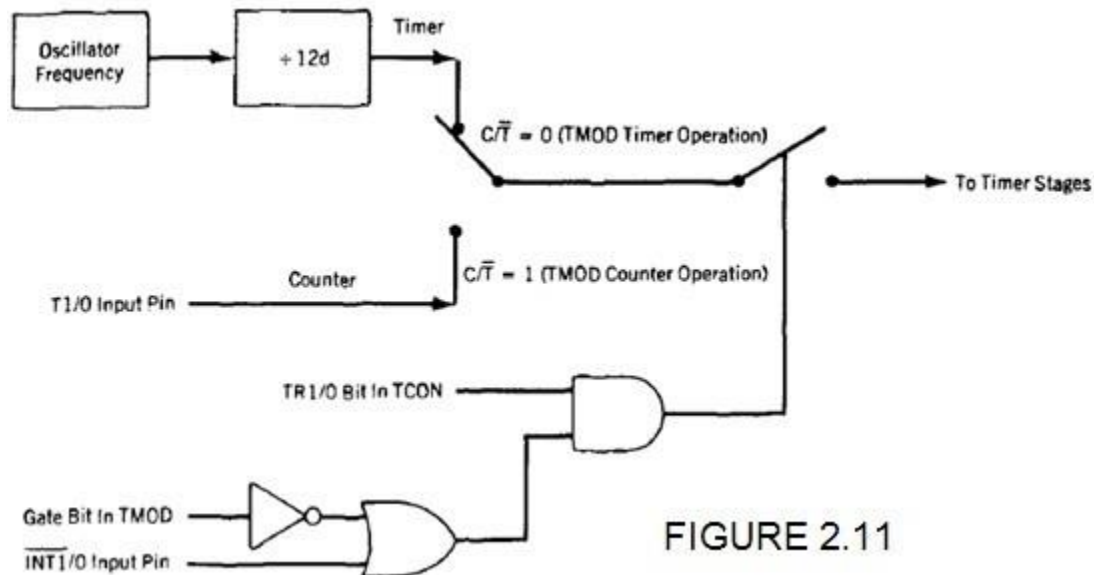 Oscillator
Frequency
÷12d
Timer
C/T̅ = 0 (TMOD Timer Operation)
To Timer Stages
C/T̅ = 1 (TMOD Counter Operation)
Counter
T1/0 Input Pin
TR1/0 Bit In TCON
Gate Bit In TMOD
I̅N̅T̅1̅/0 Input Pin
FIGURE 2.11